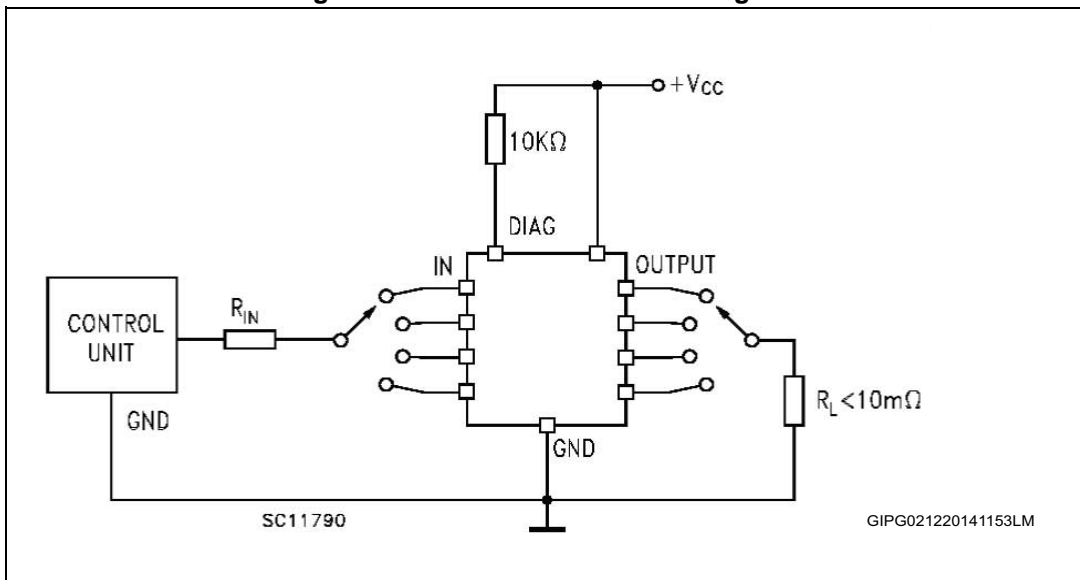 +Vcc
10KΩ
DIAG
IN
OUTPUT
CONTROL
UNIT
RIN
RL<10mΩ
GND
GND
SC11790
GIPG021220141153LM